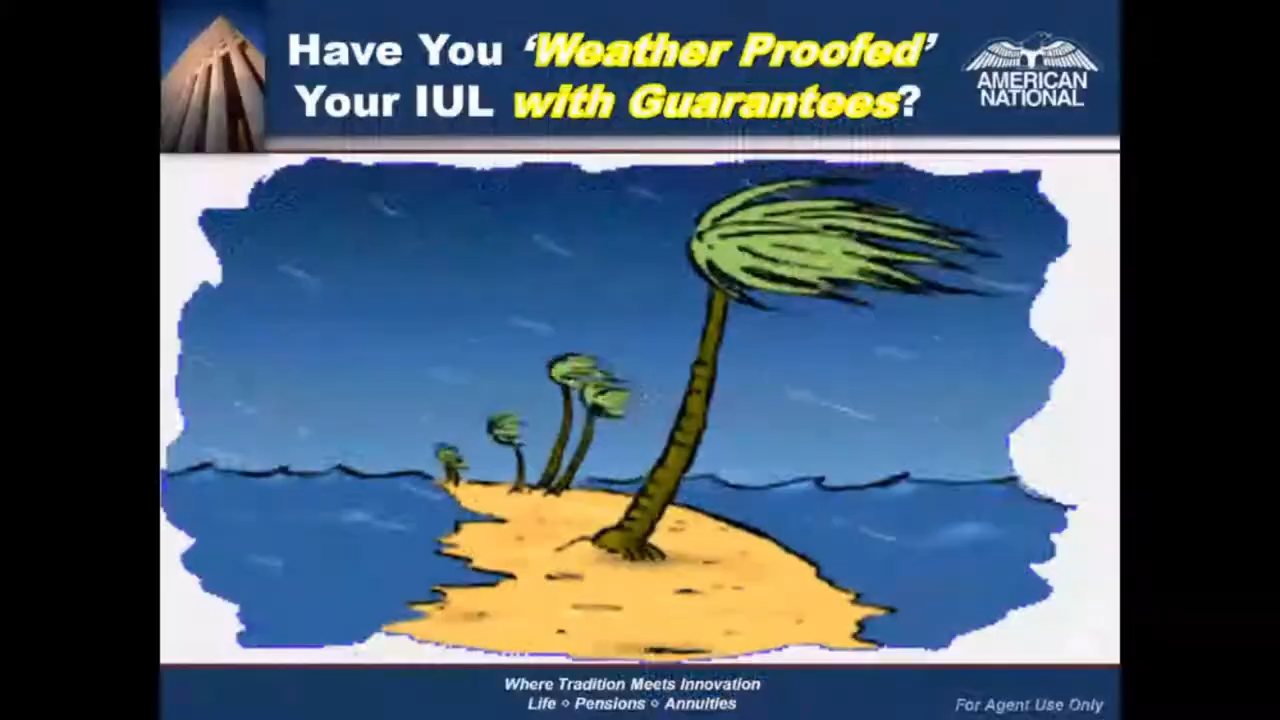 Have You ‘Weather Proofed’
Your IUL with Guarantees?
AMERICAN
NATIONAL
Where Tradition Meets Innovation
Life ⋄ Pensions ⋄ Annuities
For Agent Use Only